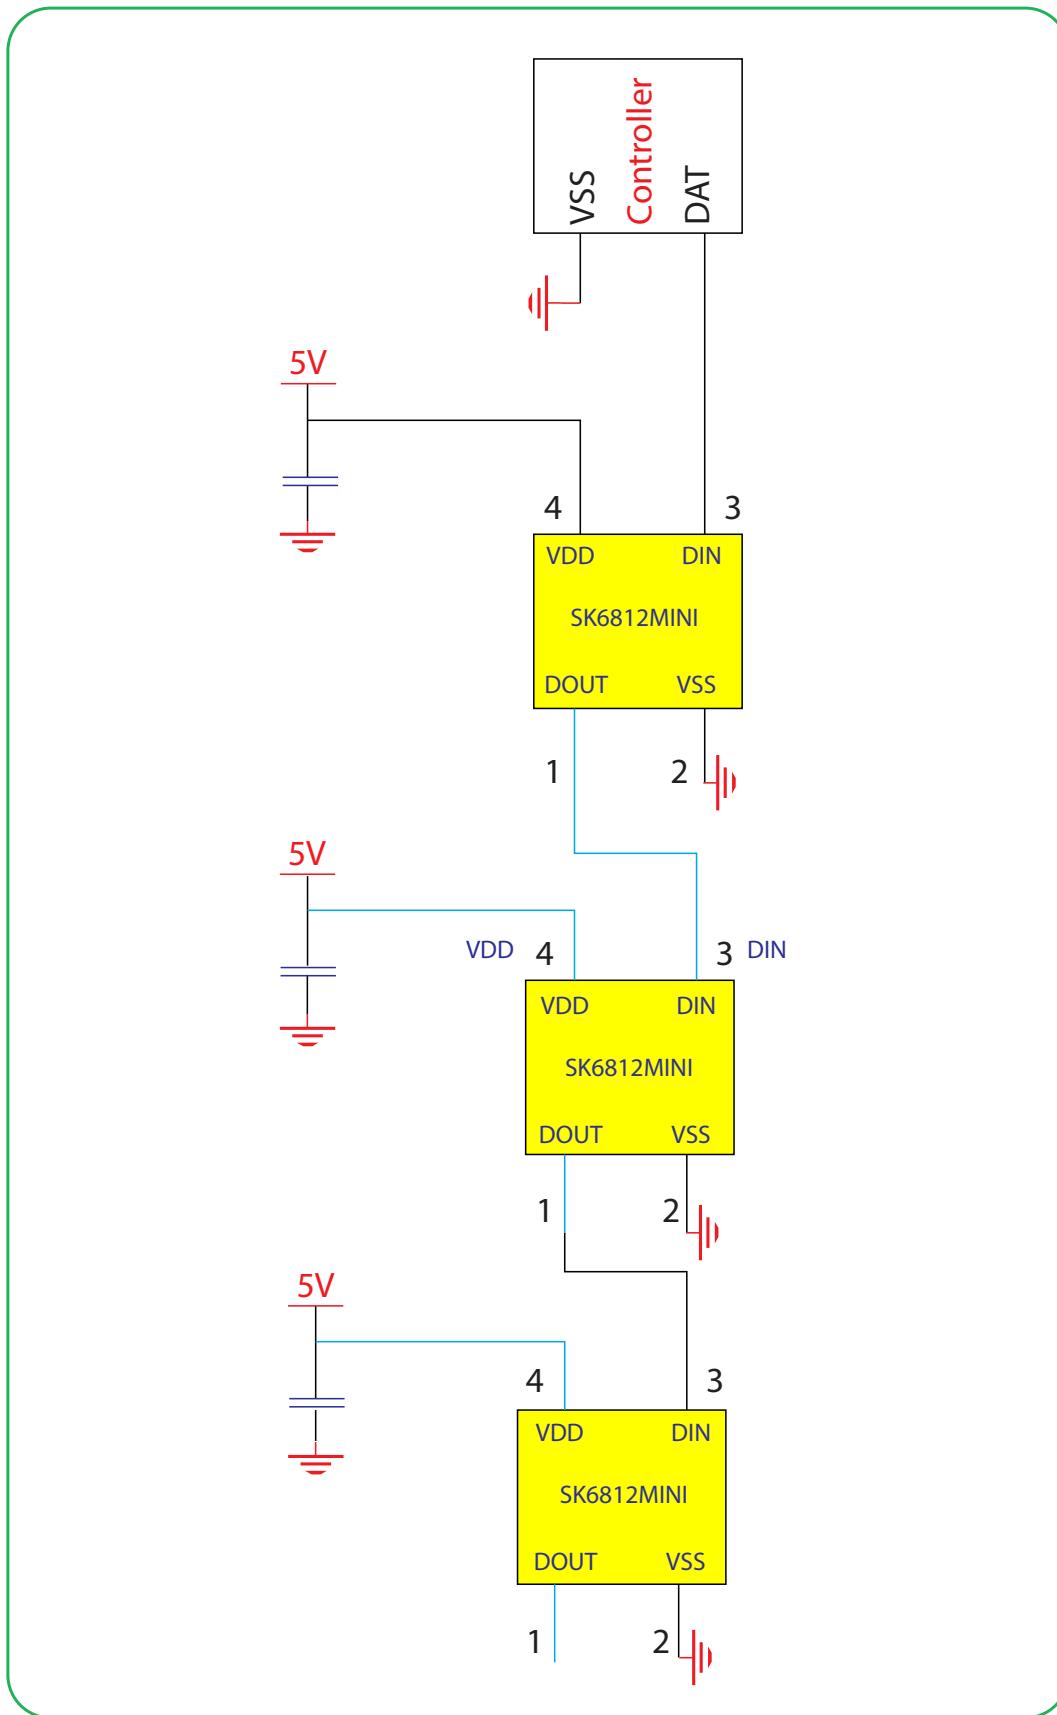 VSS
Controller
DAT
5V
4 3
VDD DIN
SK6812MINI
DOUT VSS
1 2
5V
VDD 4 3 DIN
VDD DIN
SK6812MINI
DOUT VSS
1 2
5V
4 3
VDD DIN
SK6812MINI
DOUT VSS
1 2